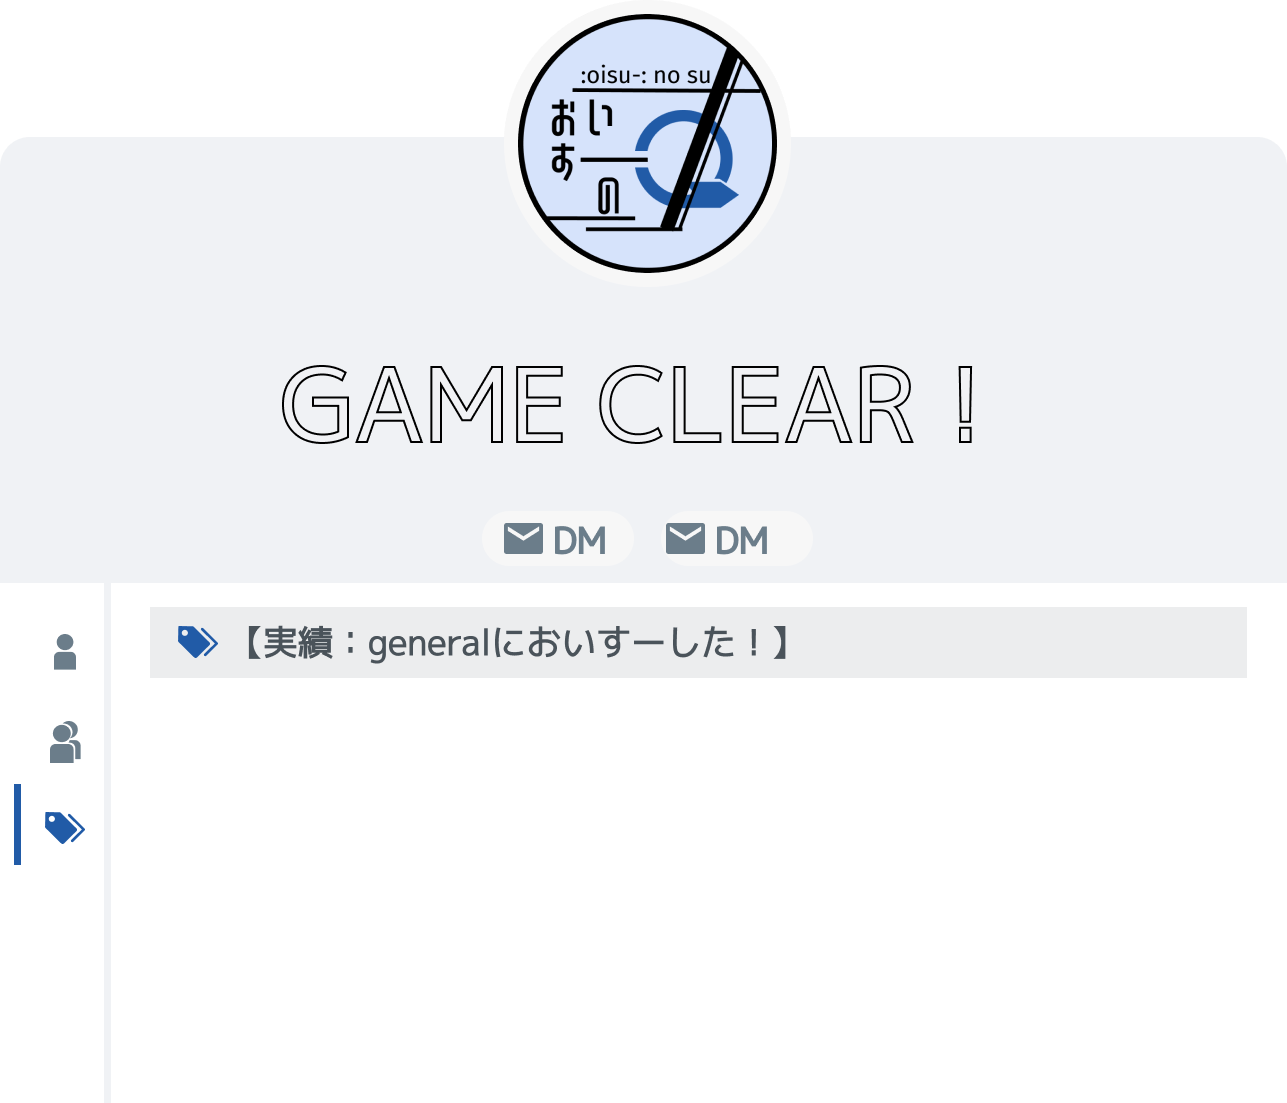 :oisu-: no su
おい
す
の
GAME CLEAR！
DM DM
【実績：generalにおいすーした！】